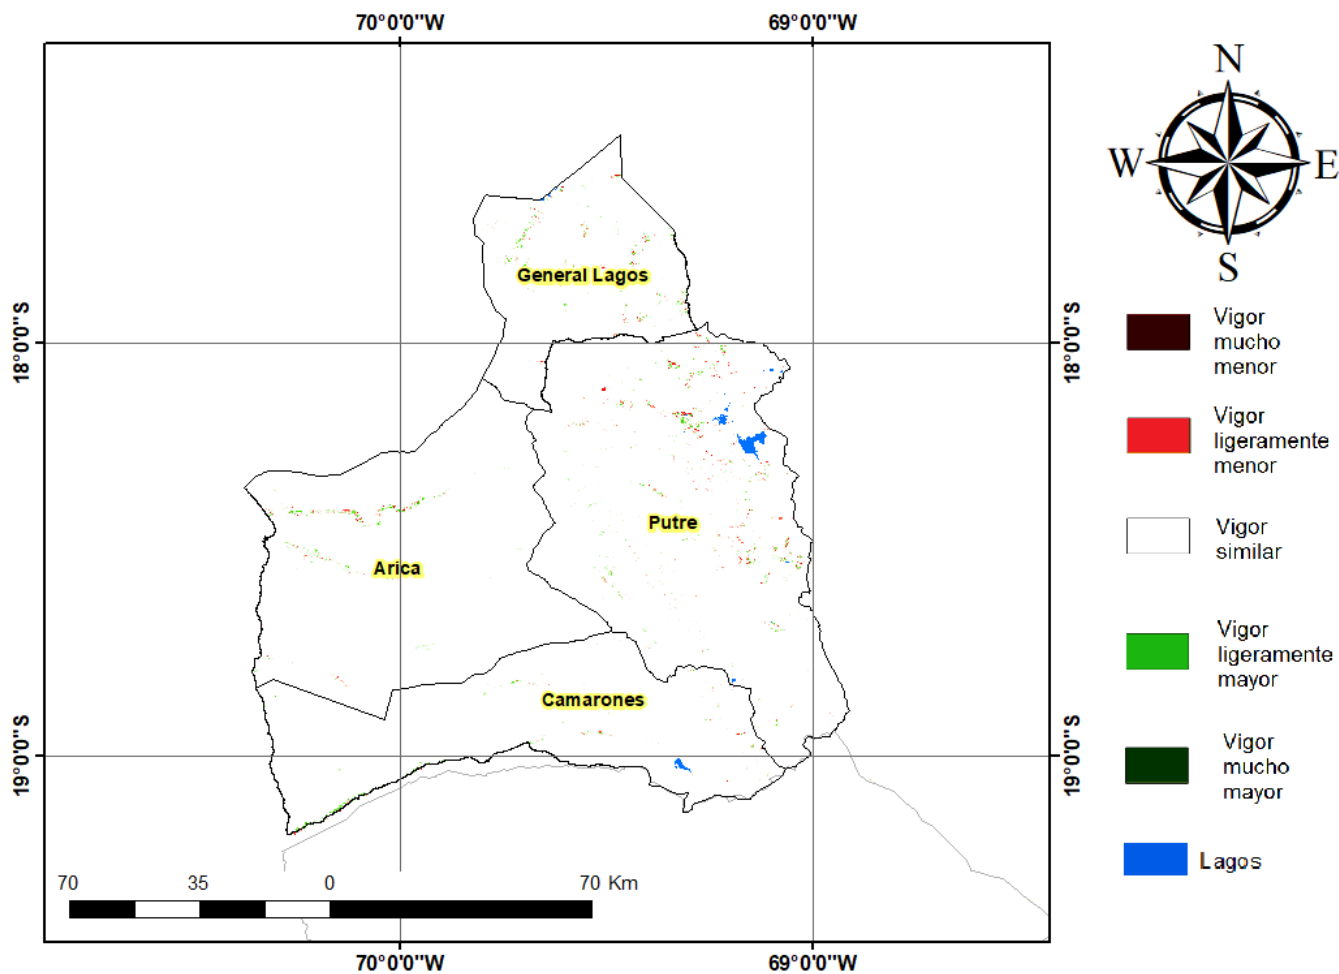 70°0'0"W
69°0'0"W
N
W
E
S
18°0'0"S
18°0'0"S
General Lagos
Putre
Arica
Camarones
19°0'0"S
19°0'0"S
70
35
0
70 Km
70°0'0"W
69°0'0"W
Vigor
mucho
menor
Vigor
ligeramente
menor
Vigor
similar
Vigor
ligeramente
mayor
Vigor
mucho
mayor
Lagos